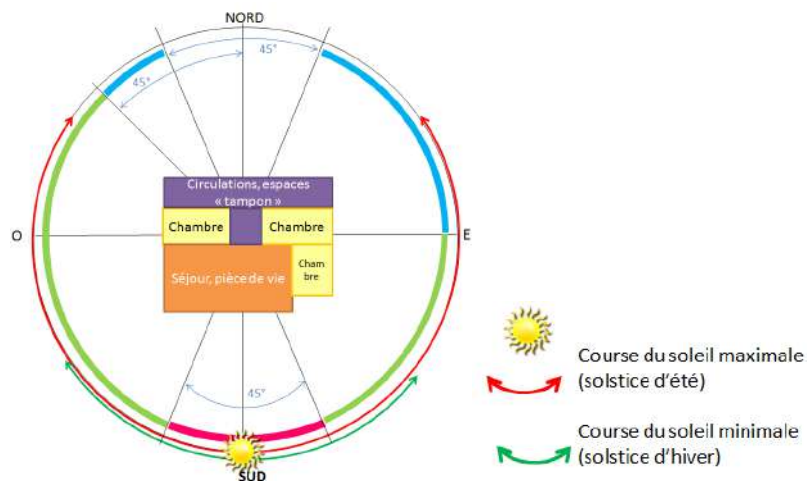 NORD
45°
45°
Circulations, espaces
« tampon »
Chambre
Chambre
O
E
Séjour, pièce de vie
Cham
bre
45°
SUD
Course du soleil maximale
(solstice d'été)
Course du soleil minimale
(solstice d'hiver)